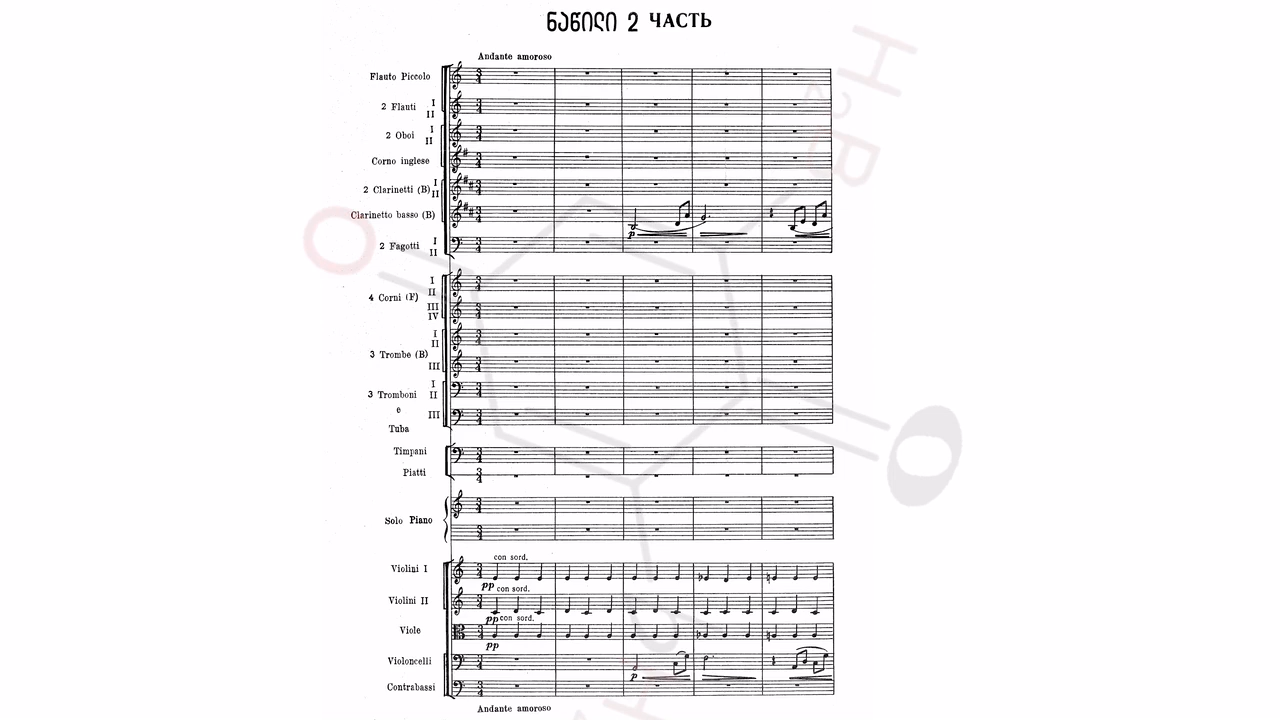 ნაწილი 2 ЧАСТЬ
Andante amoroso
Flauto Piccolo
2 Flauti I II
2 Oboi I II
Corno inglese
2 Clarinetti (B) I II
Clarinetto basso (B)
p
2 Fagotti I II
4 Corni (F) I II III IV
3 Trombe (B) I II III
3 Tromboni I II
e III
Tuba
Timpani
Piatti
Solo Piano
con sord.
Violini I
pp con sord.
Violini II
pp con sord.
Viole
pp
Violoncelli
p
Contrabassi
Andante amoroso
H₂B
O
O